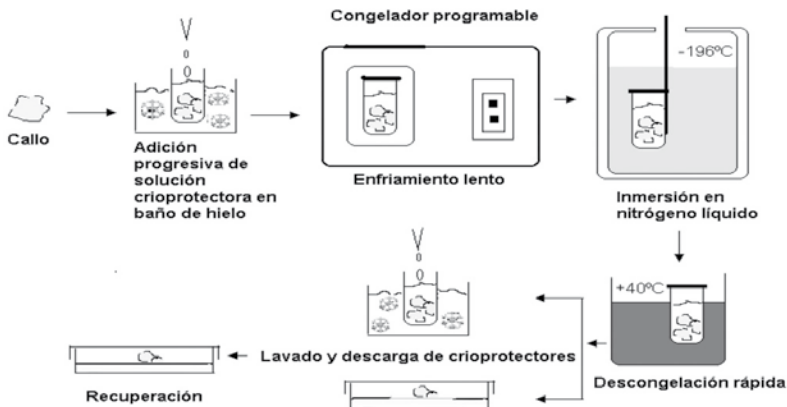 Congelador programable
-196ºC
Callo
Adición
progresiva de
solución
crioprotectora en
baño de hielo
Enfriamiento lento
Inmersión en
nitrógeno líquido
+40ºC
Descongelación rápida
Lavado y descarga de crioprotectores
Recuperación